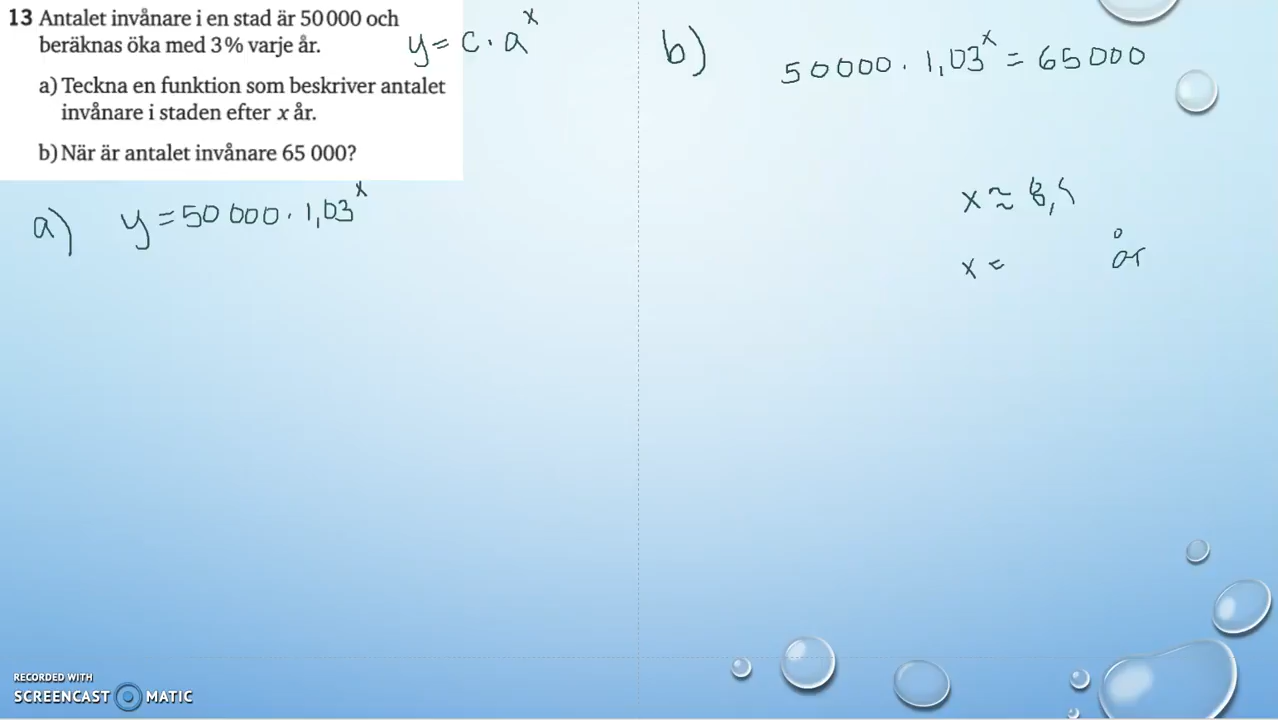 13 Antalet invånare i en stad är 50 000 och
beräknas öka med 3 % varje år.
a) Teckna en funktion som beskriver antalet
invånare i staden efter x år.
b) När är antalet invånare 65 000?
y = C · a^x
a) y = 50 000 · 1,03^x
b) 50000 · 1,03^x = 65000
x ≈ 8,
x = år
RECORDED WITH
SCREENCAST MATIC